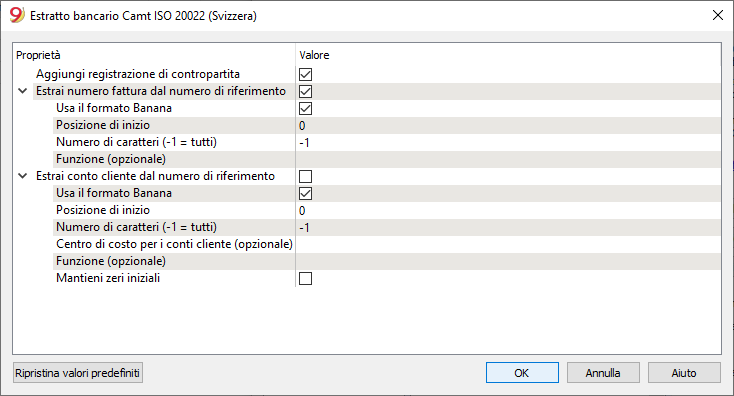 Estratto bancario Camt ISO 20022 (Svizzera)
Proprietà Valore
Aggiungi registrazione di contropartita
Estrai numero fattura dal numero di riferimento
Usa il formato Banana
Posizione di inizio 0
Numero di caratteri (-1 = tutti) -1
Funzione (opzionale)
Estrai conto cliente dal numero di riferimento
Usa il formato Banana
Posizione di inizio 0
Numero di caratteri (-1 = tutti) -1
Centro di costo per i conti cliente (opzionale)
Funzione (opzionale)
Mantieni zeri iniziali
Ripristina valori predefiniti OK Annulla Aiuto